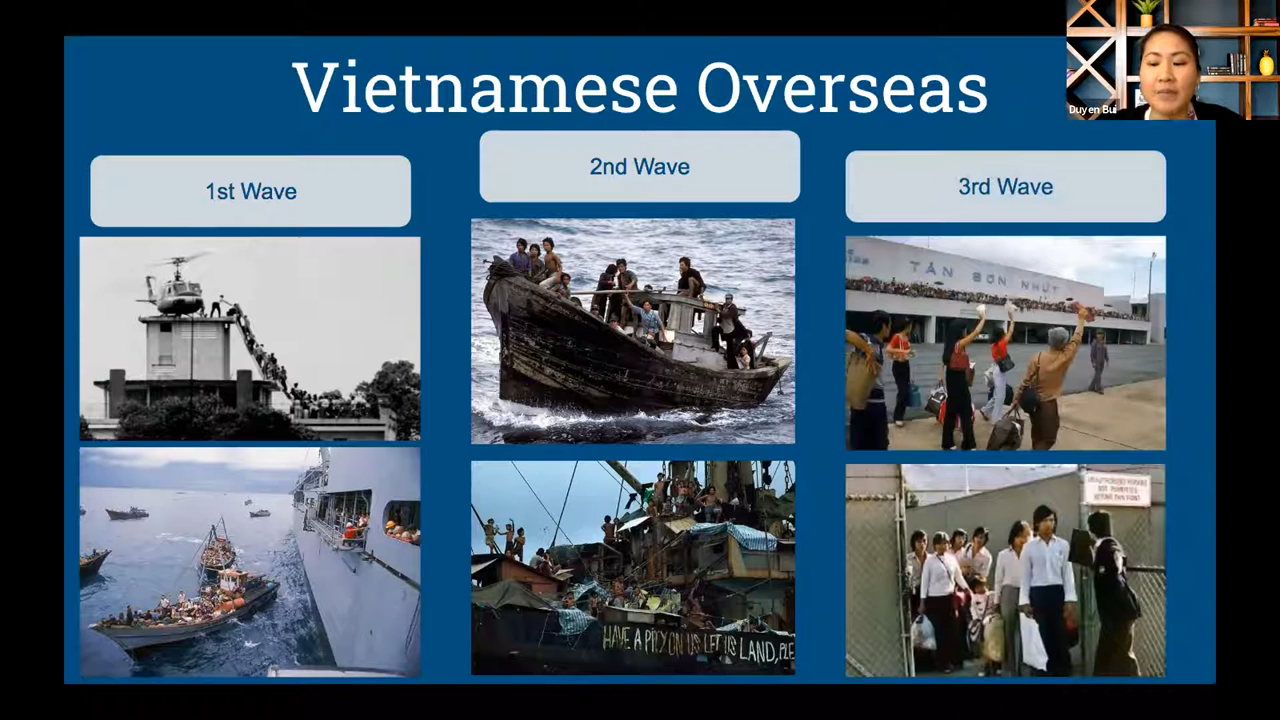 Vietnamese Overseas
Duyen Bui
1st Wave
2nd Wave
3rd Wave
TÂN SƠN NHỨT
HAVE A PITY ON US LET US LAND, PLE